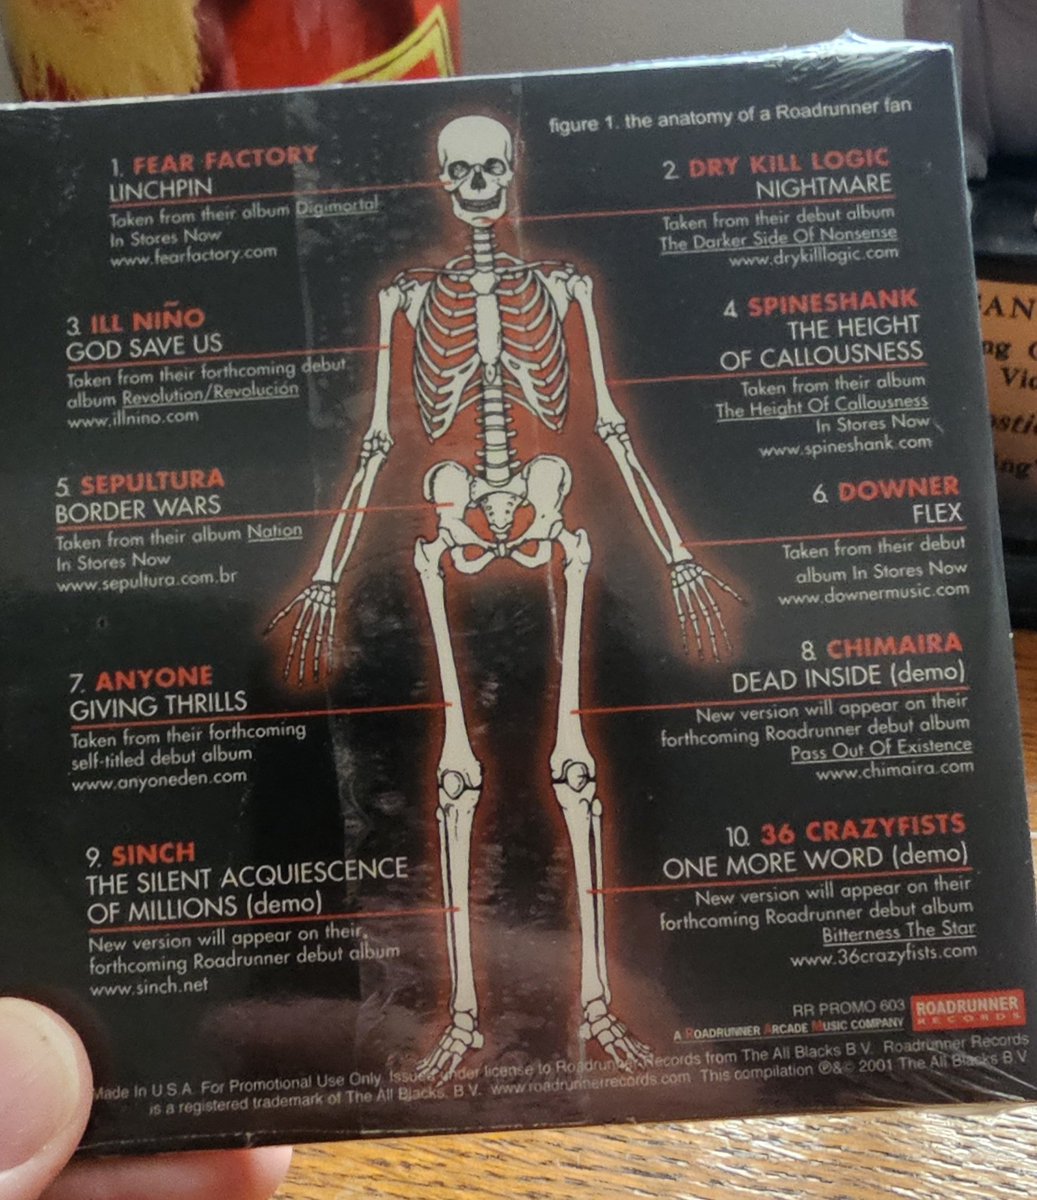 figure 1. the anatomy of a Roadrunner fan
1. FEAR FACTORY
LINCHPIN
Taken from their album Digimortal
In Stores Now
www.fearfactory.com
2. DRY KILL LOGIC
NIGHTMARE
Taken from their debut album
The Darker Side Of Nonsense
www.drykilllogic.com
3. ILL NIÑO
GOD SAVE US
Taken from their forthcoming debut
album Revolution/Revolución
www.illnino.com
4. SPINESHANK
THE HEIGHT
OF CALLOUSNESS
Taken from their album
The Height Of Callousness
In Stores Now
www.spineshank.com
5. SEPULTURA
BORDER WARS
Taken from their album Nation
In Stores Now
www.sepultura.com.br
6. DOWNER
FLEX
Taken from their debut
album In Stores Now
www.downermusic.com
7. ANYONE
GIVING THRILLS
Taken from their forthcoming
self-titled debut album
www.anyoneden.com
8. CHIMAIRA
DEAD INSIDE (demo)
New version will appear on their
forthcoming Roadrunner debut album
Pass Out Of Existence
www.chimaira.com
9. SINCH
THE SILENT ACQUIESCENCE
OF MILLIONS (demo)
New version will appear on their
forthcoming Roadrunner debut album
www.sinch.net
10. 36 CRAZYFISTS
ONE MORE WORD (demo)
New version will appear on their
forthcoming Roadrunner debut album
Bitterness The Star
www.36crazyfists.com
RR PROMO 603
A ROADRUNNER ARCADE MUSIC COMPANY
ROADRUNNER
RECORDS
Made In U.S.A. For Promotional Use Only. Issued under license to Roadrunner Records from The All Blacks B.V. Roadrunner Records
is a registered trademark of The All Blacks. B.V. www.roadrunnerrecords.com This compilation ℗&© 2001 The All Blacks B.V.